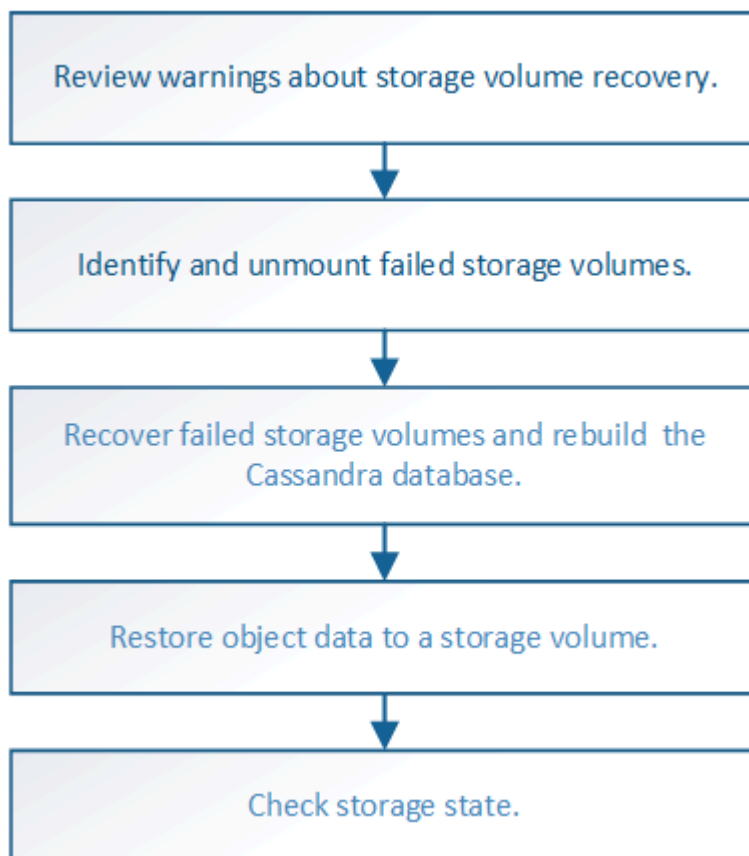 Review warnings about storage volume recovery.
Identify and unmount failed storage volumes.
Recover failed storage volumes and rebuild the
Cassandra database.
Restore object data to a storage volume.
Check storage state.